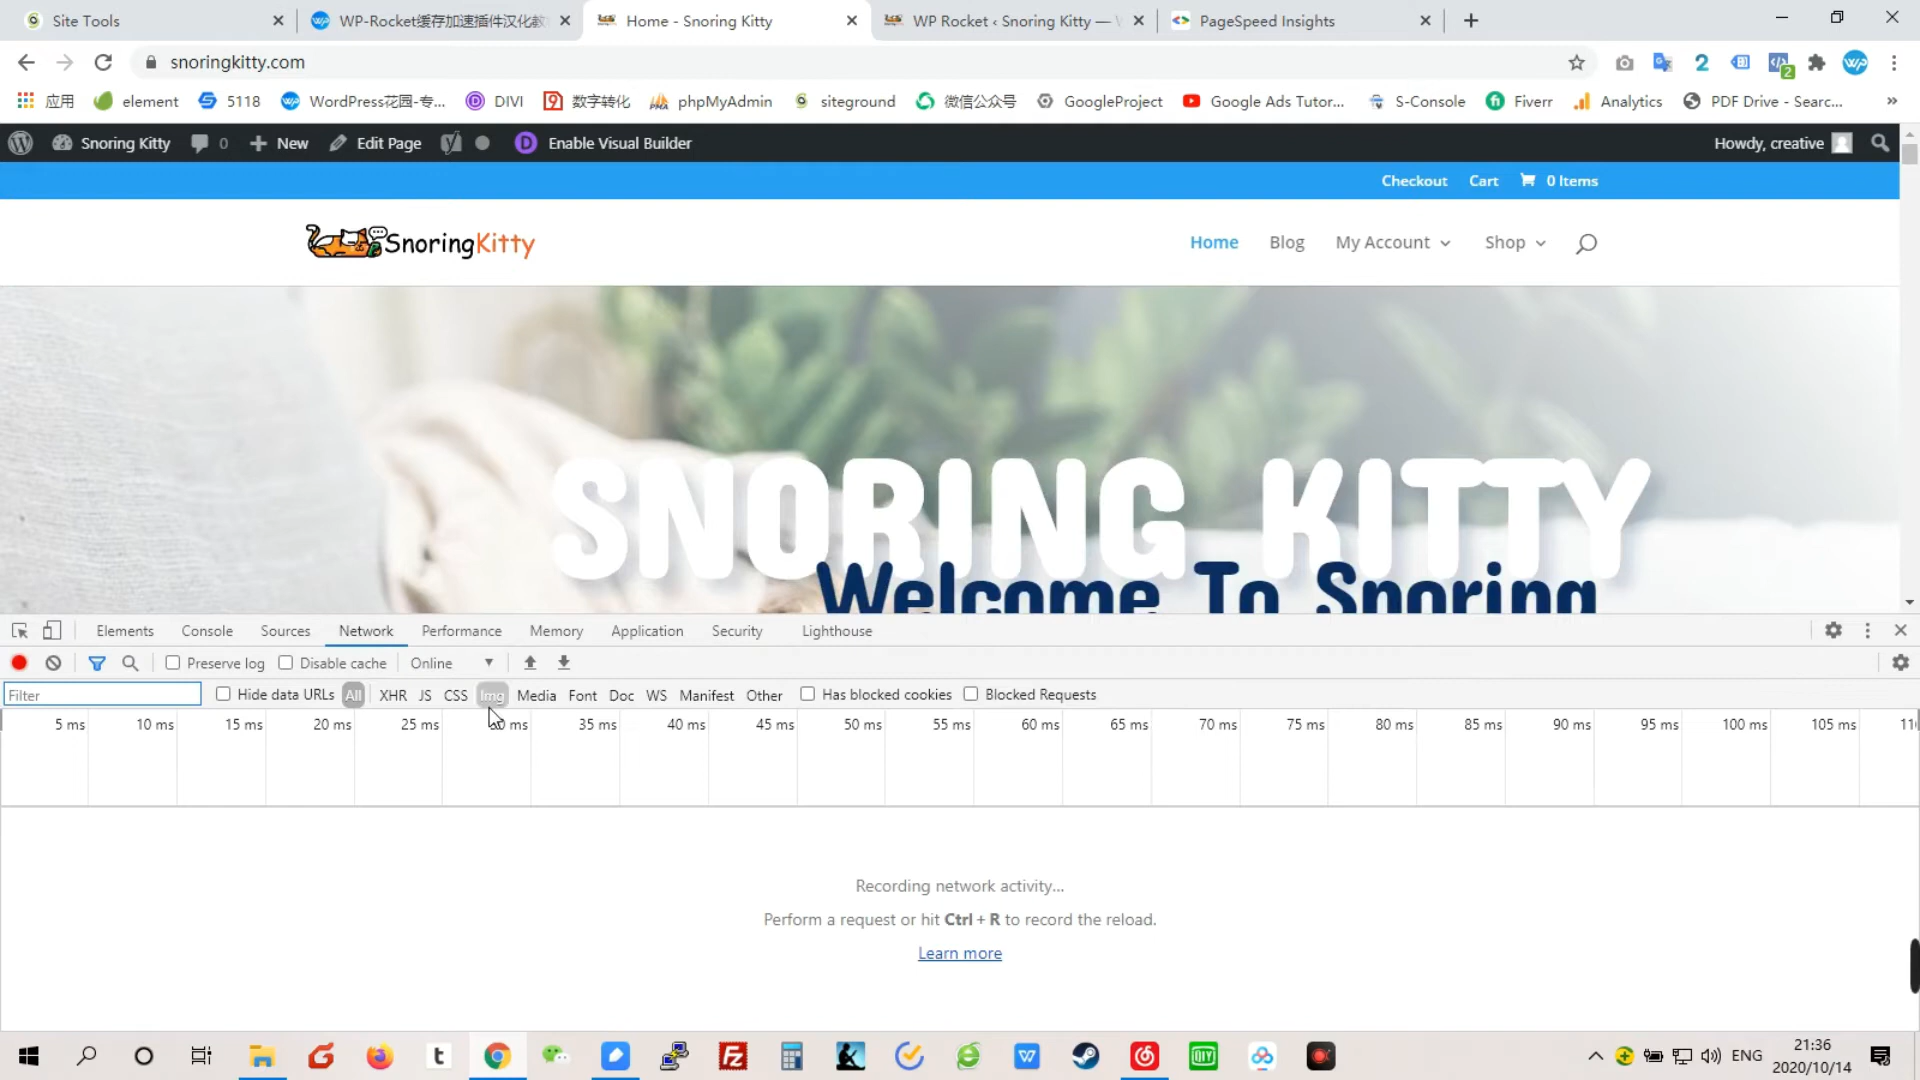 Site Tools
WP-Rocket缓存加速插件汉化教
Home - Snoring Kitty
WP Rocket ‹ Snoring Kitty —
PageSpeed Insights
snoringkitty.com
应用
element
5118
WordPress花园-专...
DIVI
数字转化
phpMyAdmin
siteground
微信公众号
GoogleProject
Google Ads Tutor...
S-Console
Fiverr
Analytics
PDF Drive - Searc...
Snoring Kitty
0
New
Edit Page
Enable Visual Builder
Howdy, creative
Checkout
Cart
0 Items
SnoringKitty
Home
Blog
My Account
Shop
SNORING KITTY
Welcome To Snoring
Elements
Console
Sources
Network
Performance
Memory
Application
Security
Lighthouse
Preserve log
Disable cache
Online
Filter
Hide data URLs
All
XHR
JS
CSS
Img
Media
Font
Doc
WS
Manifest
Other
Has blocked cookies
Blocked Requests
5 ms
10 ms
15 ms
20 ms
25 ms
ms
35 ms
40 ms
45 ms
50 ms
55 ms
60 ms
65 ms
70 ms
75 ms
80 ms
85 ms
90 ms
95 ms
100 ms
105 ms
Recording network activity...
Perform a request or hit Ctrl + R to record the reload.
Learn more
ENG
21:36
2020/10/14